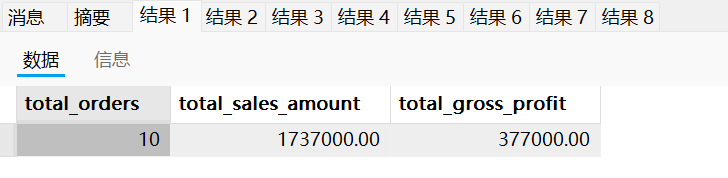 消息 摘要 结果 1 结果 2 结果 3 结果 4 结果 5 结果 6 结果 7 结果 8
数据 信息
total_orders total_sales_amount total_gross_profit
10 1737000.00 377000.00